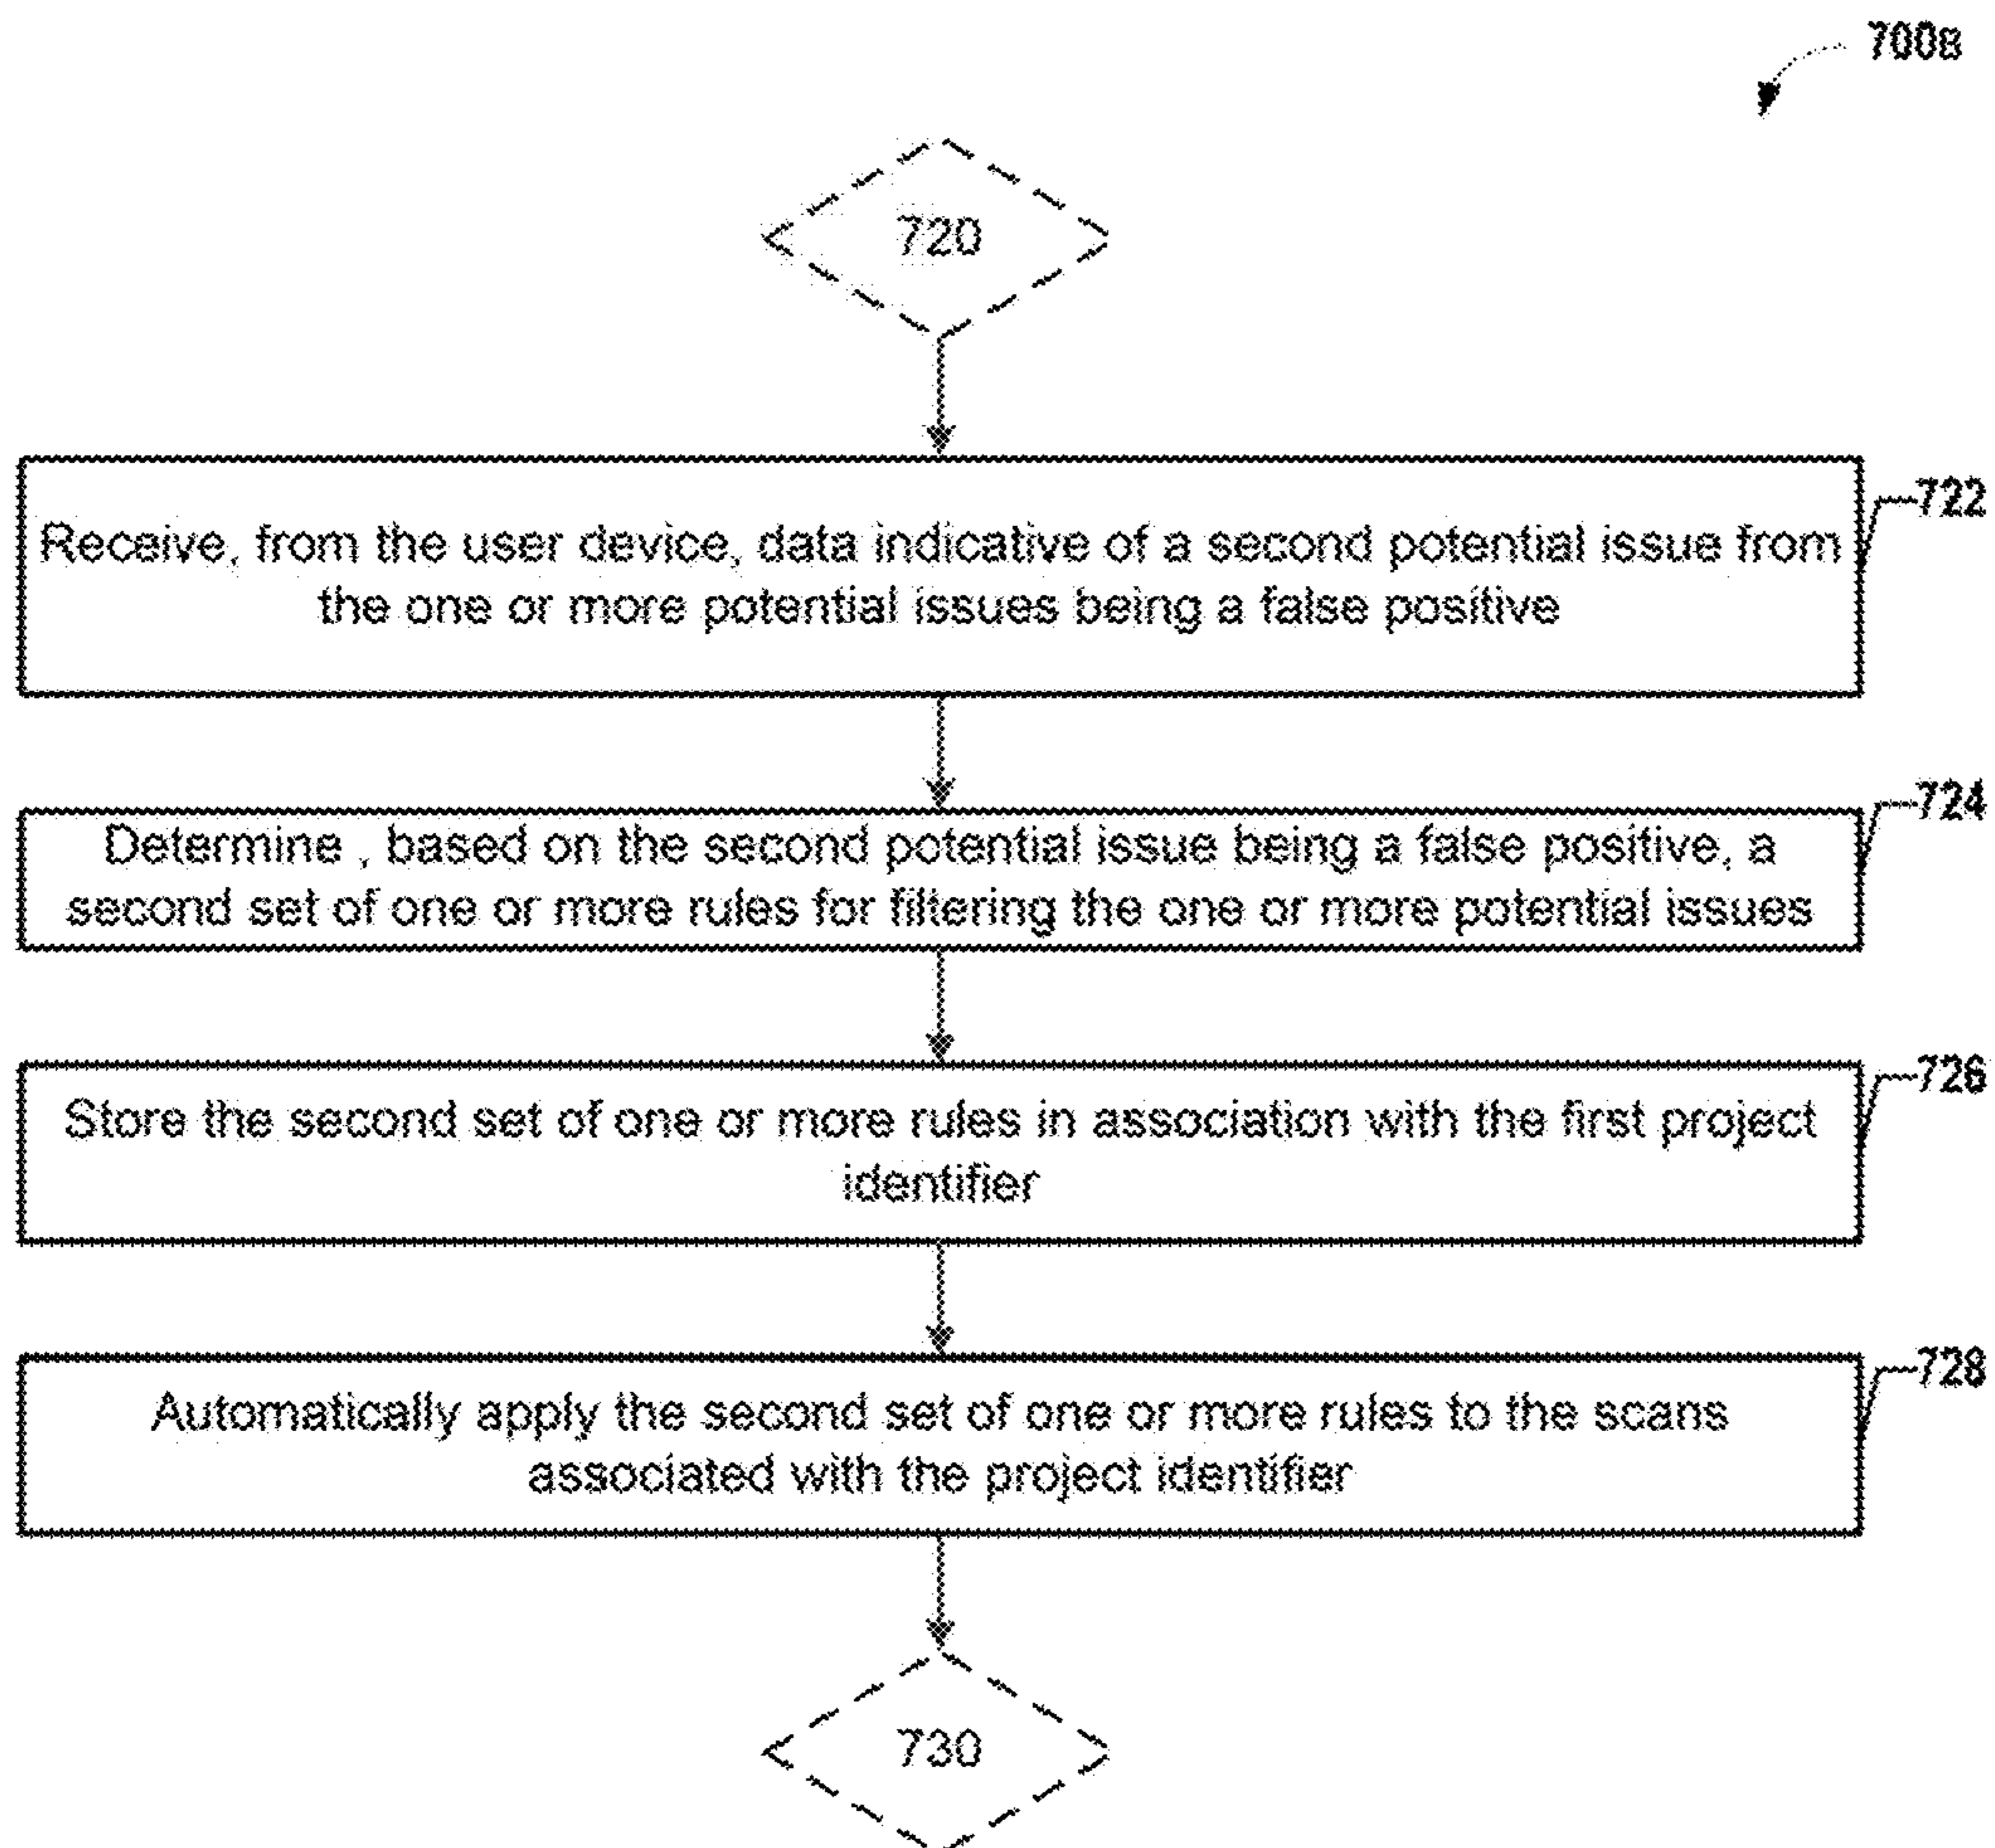 700B
720
722
Receive, from the user device, data indicative of a second potential issue from
the one or more potential issues being a false positive
724
Determine , based on the second potential issue being a false positive, a
second set of one or more rules for filtering the one or more potential issues
726
Store the second set of one or more rules in association with the first project
identifier
728
Automatically apply the second set of one or more rules to the scans
associated with the project identifier
730